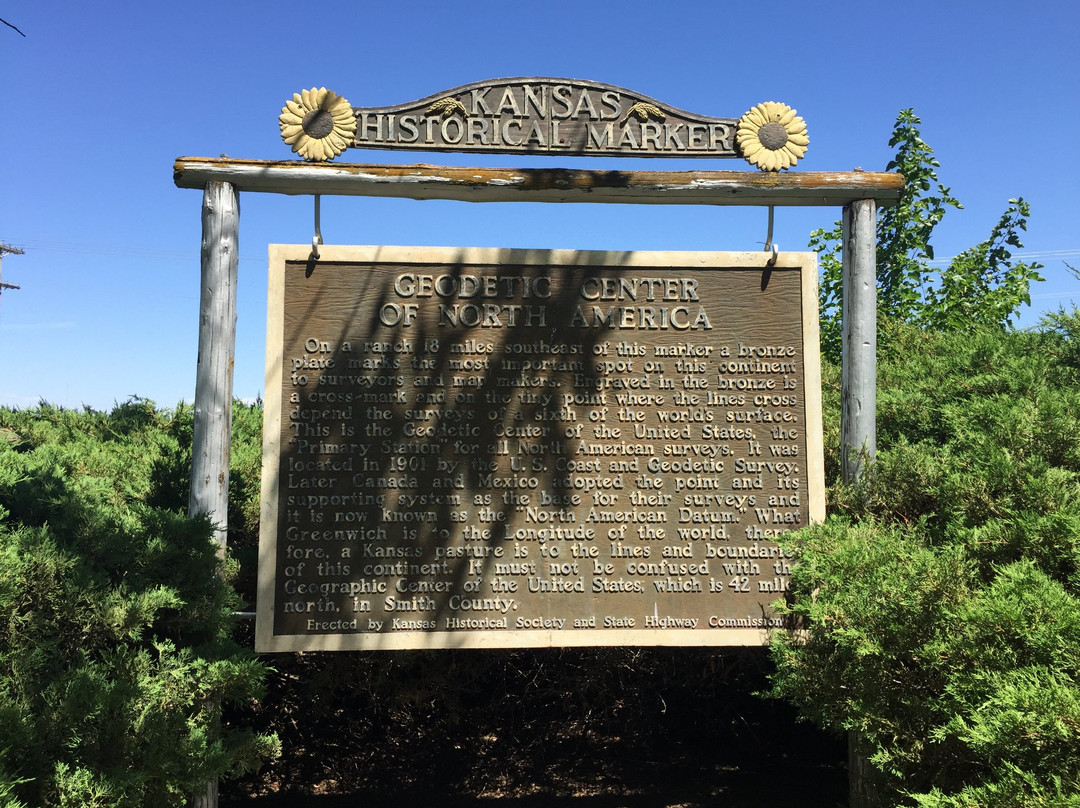 KANSAS
HISTORICAL MARKER
GEODETIC CENTER
OF NORTH AMERICA
On a ranch 18 miles southeast of this marker a bronze
plate marks the most important spot on this continent
to surveyors and map makers. Engraved in the bronze is
a cross-mark and on the tiny point where the lines cross
depend the surveys of a sixth of the world's surface.
This is the Geodetic Center of the United States, the
"Primary Station" for all North American surveys. It was
located in 1901 by the U.S. Coast and Geodetic Survey.
Later Canada and Mexico adopted the point and its
supporting system as the base for their surveys and
it is now known as the "North American Datum." What
Greenwich is to the Longitude of the world, there-
fore, a Kansas pasture is to the lines and boundarie
of this continent. It must not be confused with th
Geographic Center of the United States, which is 42 mile
north, in Smith County.
Erected by Kansas Historical Society and State Highway Commission